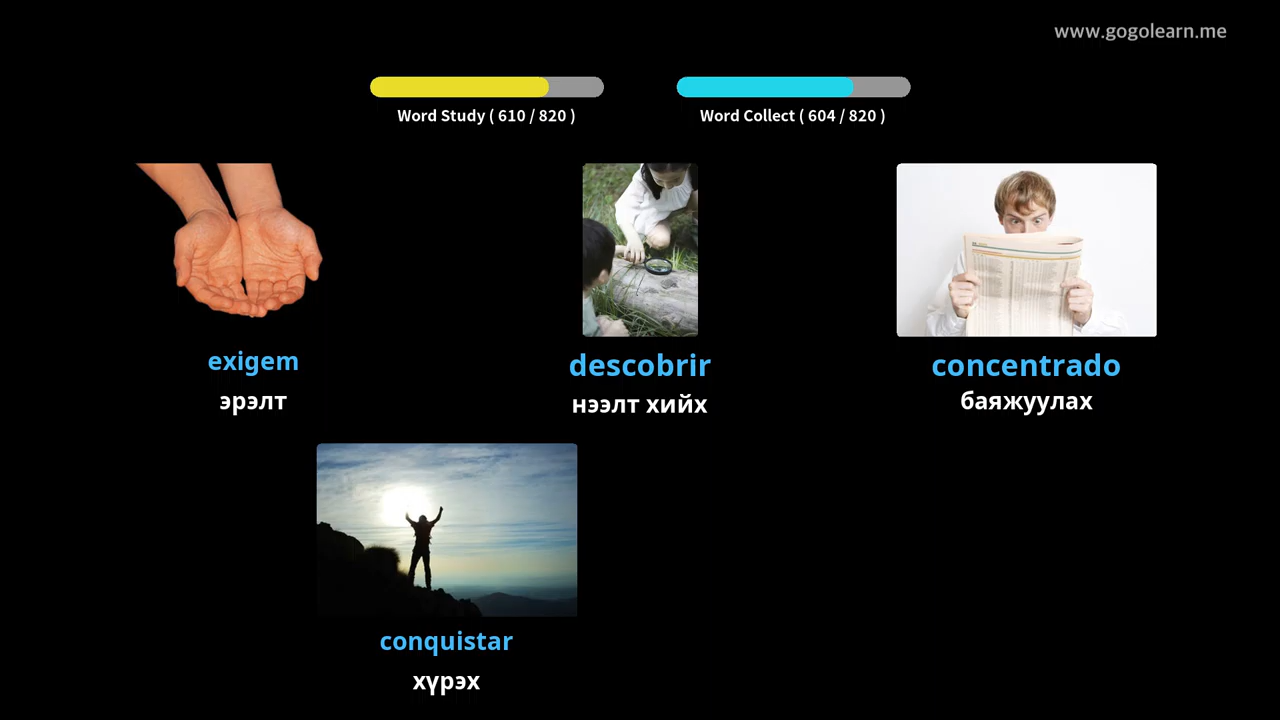 www.gogolearn.me
Word Study ( 610 / 820 )
Word Collect ( 604 / 820 )
exigem
эрэлт
descobrir
нээлт хийх
concentrado
баяжуулах
conquistar
хүрэх